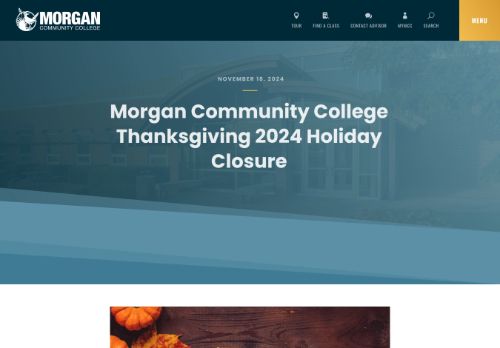 MORGAN
COMMUNITY COLLEGE
TOUR
FIND A CLASS
CONTACT ADVISOR
MYMCC
SEARCH
MENU
NOVEMBER 18, 2024
Morgan Community College
Thanksgiving 2024 Holiday
Closure